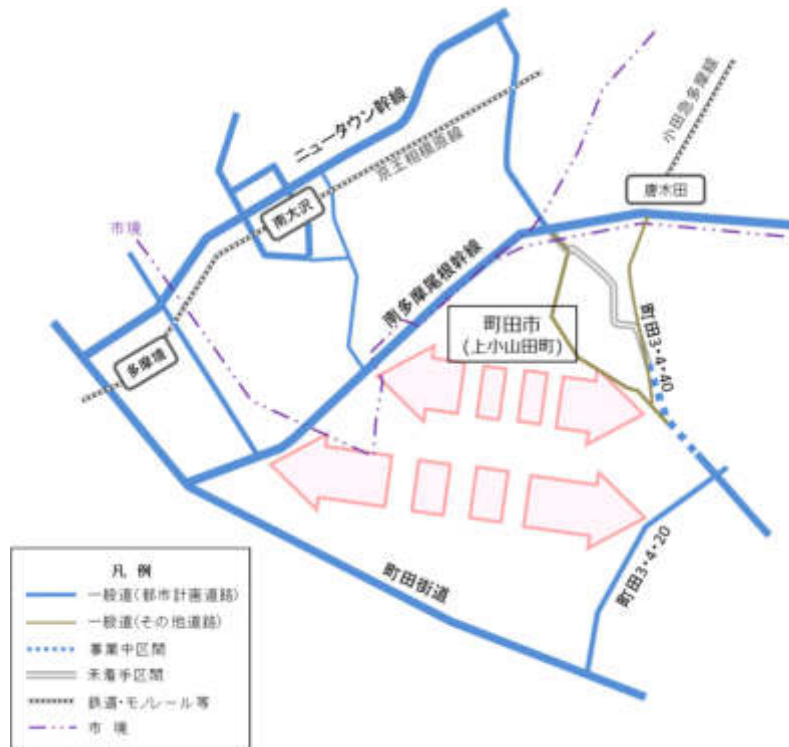 ニュータウン幹線
京王相模原線
小田急多摩線
唐木田
南大沢
市境
南多摩尾根幹線
町田市
(上小山田町)
町田3・4・40
多摩境
町田3・4・20
町田街道
凡 例
一般道(都市計画道路)
一般道(その他道路)
事業中区間
未着手区間
鉄道・モノレール等
市 境